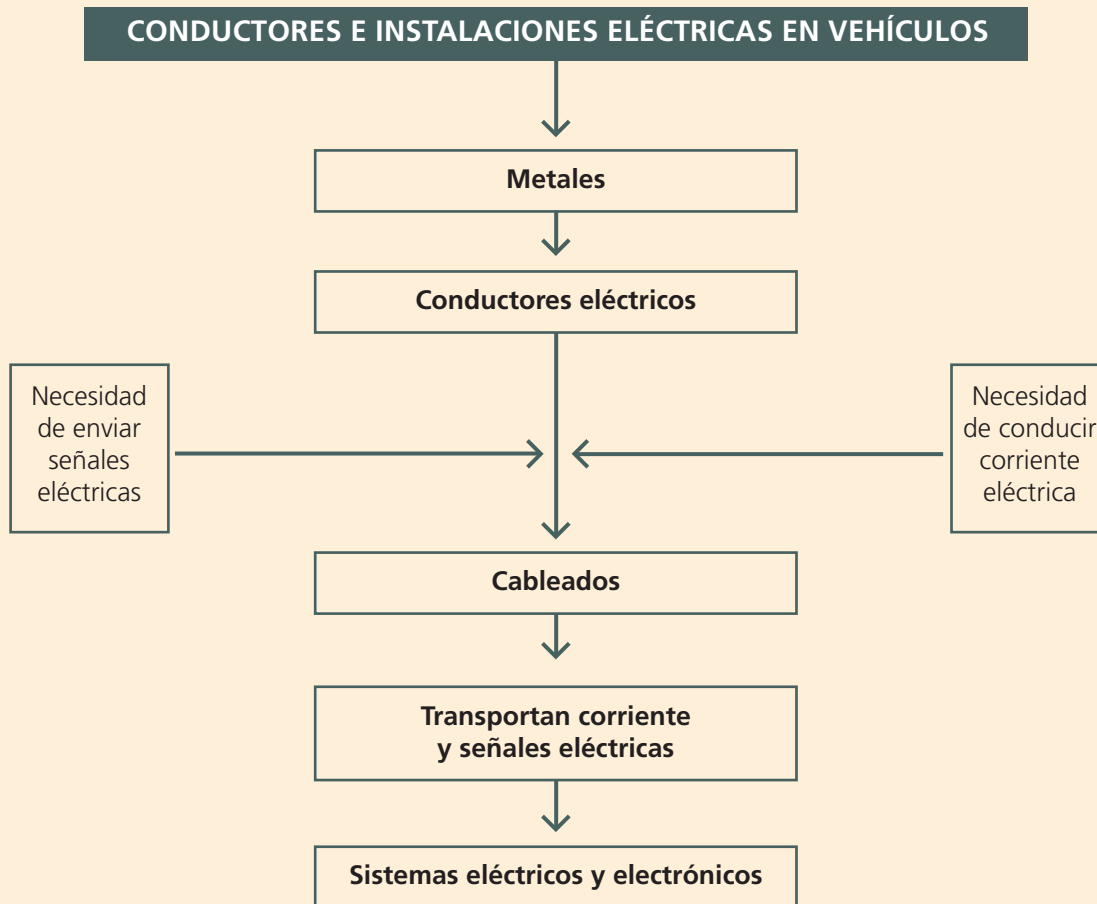 CONDUCTORES E INSTALACIONES ELÉCTRICAS EN VEHÍCULOS
Metales
Conductores eléctricos
Necesidad
de enviar
señales
eléctricas
Necesidad
de conducir
corriente
eléctrica
Cableados
Transportan corriente
y señales eléctricas
Sistemas eléctricos y electrónicos